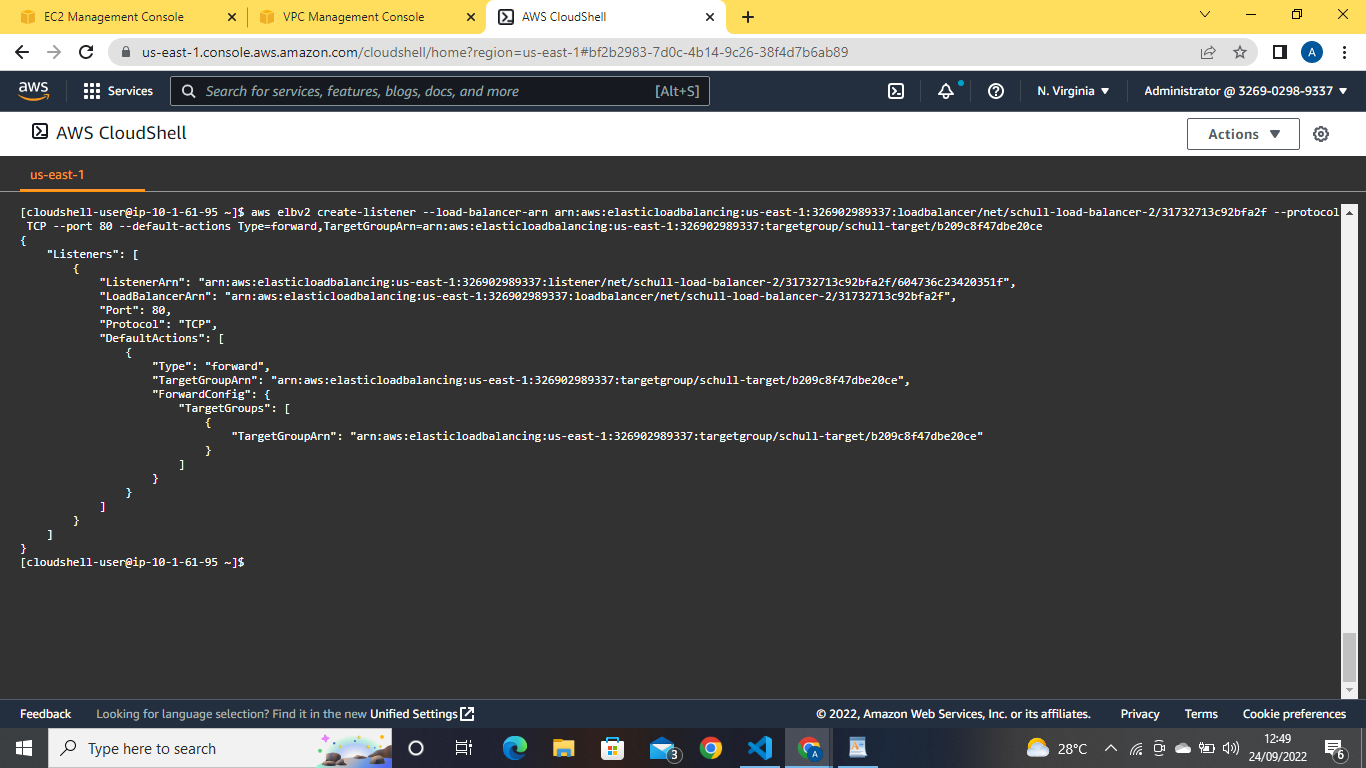 EC2 Management Console
VPC Management Console
AWS CloudShell
us-east-1.console.aws.amazon.com/cloudshell/home?region=us-east-1#bf2b2983-7d0c-4b14-9c26-38f4d7b6ab89
A
aws
Services
Search for services, features, blogs, docs, and more
[Alt+S]
N. Virginia
Administrator @ 3269-0298-9337
AWS CloudShell
Actions
us-east-1
[cloudshell-user@ip-10-1-61-95 ~]$ aws elbv2 create-listener --load-balancer-arn arn:aws:elasticloadbalancing:us-east-1:326902989337:loadbalancer/net/schull-load-balancer-2/31732713c92bfa2f --protocol
TCP --port 80 --default-actions Type=forward,TargetGroupArn=arn:aws:elasticloadbalancing:us-east-1:326902989337:targetgroup/schull-target/b209c8f47dbe20ce
{
"Listeners": [
{
"ListenerArn": "arn:aws:elasticloadbalancing:us-east-1:326902989337:listener/net/schull-load-balancer-2/31732713c92bfa2f/604736c23420351f",
"LoadBalancerArn": "arn:aws:elasticloadbalancing:us-east-1:326902989337:loadbalancer/net/schull-load-balancer-2/31732713c92bfa2f",
"Port": 80,
"Protocol": "TCP",
"DefaultActions": [
{
"Type": "forward",
"TargetGroupArn": "arn:aws:elasticloadbalancing:us-east-1:326902989337:targetgroup/schull-target/b209c8f47dbe20ce",
"ForwardConfig": {
"TargetGroups": [
{
"TargetGroupArn": "arn:aws:elasticloadbalancing:us-east-1:326902989337:targetgroup/schull-target/b209c8f47dbe20ce"
}
]
}
}
]
}
]
}
[cloudshell-user@ip-10-1-61-95 ~]$
Feedback
Looking for language selection? Find it in the new Unified Settings
© 2022, Amazon Web Services, Inc. or its affiliates.
Privacy
Terms
Cookie preferences
Type here to search
3
A
28°C
12:49
24/09/2022
6